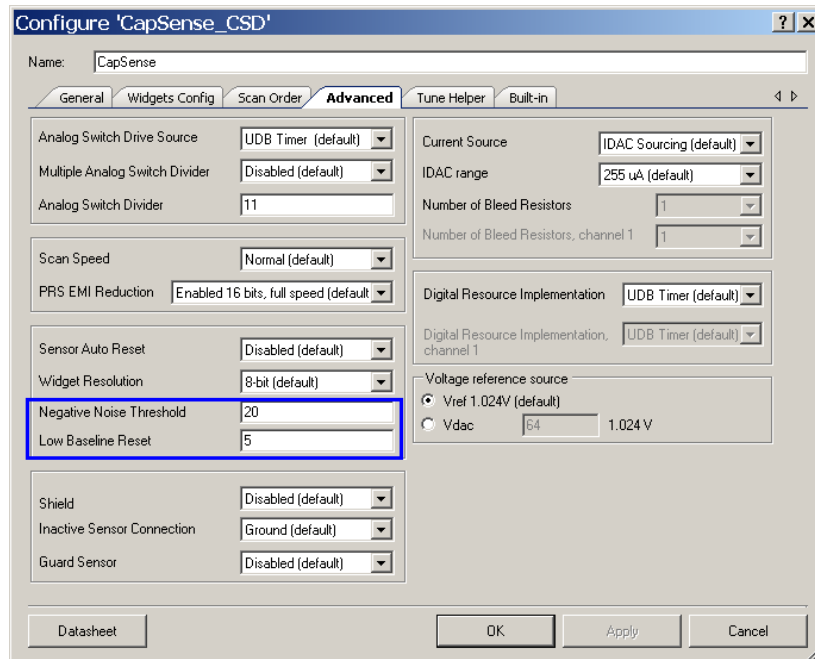 Configure 'CapSense_CSD'
Name: CapSense
General Widgets Config Scan Order Advanced Tune Helper Built-in
Analog Switch Drive Source UDB Timer (default)
Multiple Analog Switch Divider Disabled (default)
Analog Switch Divider 11
Scan Speed Normal (default)
PRS EMI Reduction Enabled 16 bits, full speed (default
Sensor Auto Reset Disabled (default)
Widget Resolution 8-bit (default)
Negative Noise Threshold 20
Low Baseline Reset 5
Shield Disabled (default)
Inactive Sensor Connection Ground (default)
Guard Sensor Disabled (default)
Current Source IDAC Sourcing (default)
IDAC range 255 uA (default)
Number of Bleed Resistors 1
Number of Bleed Resistors, channel 1 1
Digital Resource Implementation UDB Timer (default)
Digital Resource Implementation, channel 1 UDB Timer (default)
Voltage reference source
Vref 1.024V (default)
Vdac 64 1.024 V
Datasheet OK Apply Cancel